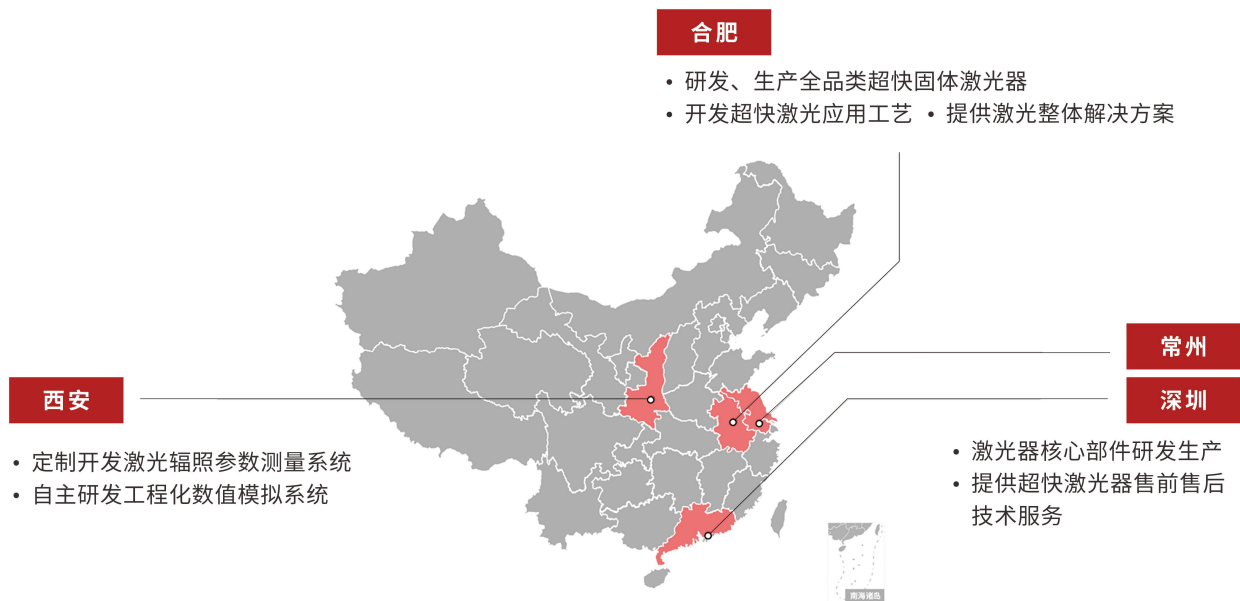 合肥
• 研发、生产全品类超快固体激光器
• 开发超快激光应用工艺 • 提供激光整体解决方案
常州
西安
深圳
• 定制开发激光辐照参数测量系统
• 自主研发工程化数值模拟系统
• 激光器核心部件研发生产
• 提供超快激光器售前售后
技术服务
南海诸岛